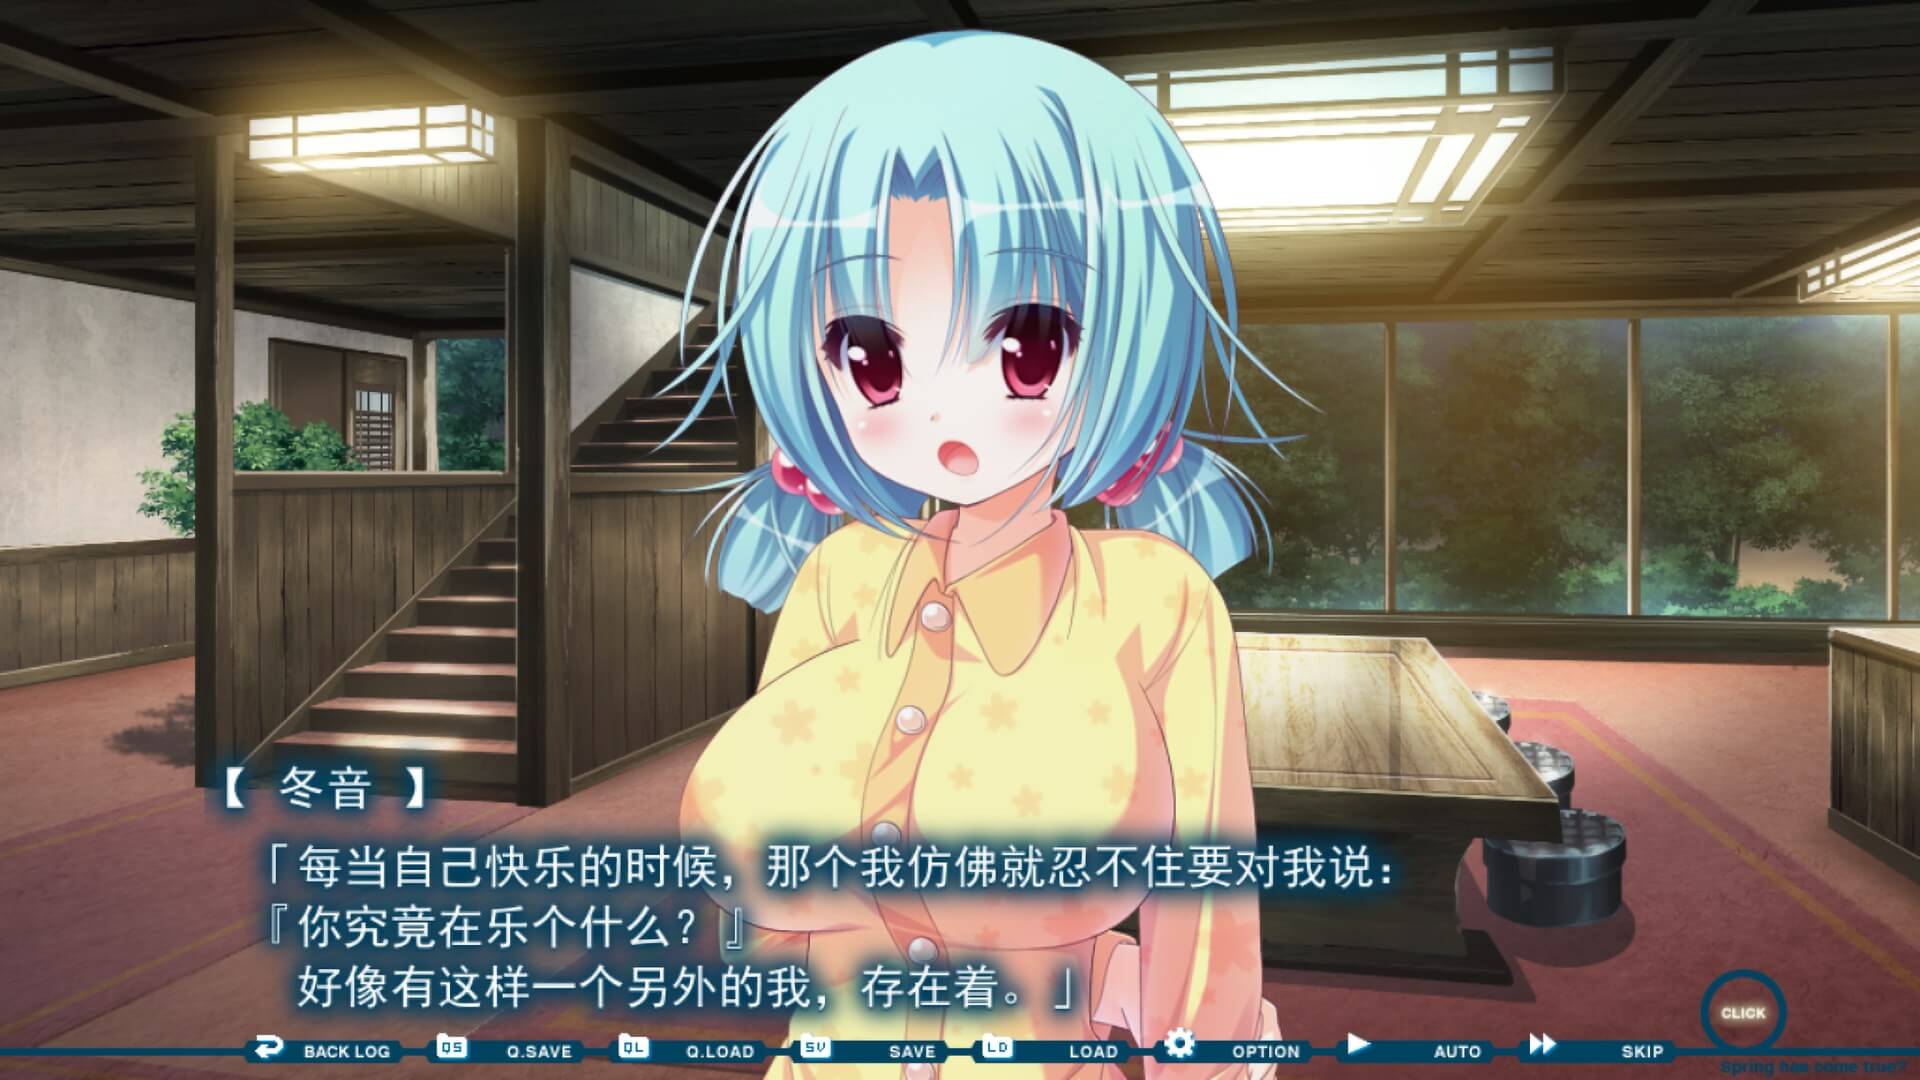 【 冬音 】
「每当自己快乐的时候，那个我仿佛就忍不住要对我说：
『你究竟在乐个什么？』
好像有这样一个另外的我，存在着。」
CLICK
BACK LOG
QS Q.SAVE
QL Q.LOAD
SV SAVE
LD LOAD
OPTION
AUTO
SKIP
Spring has come true?